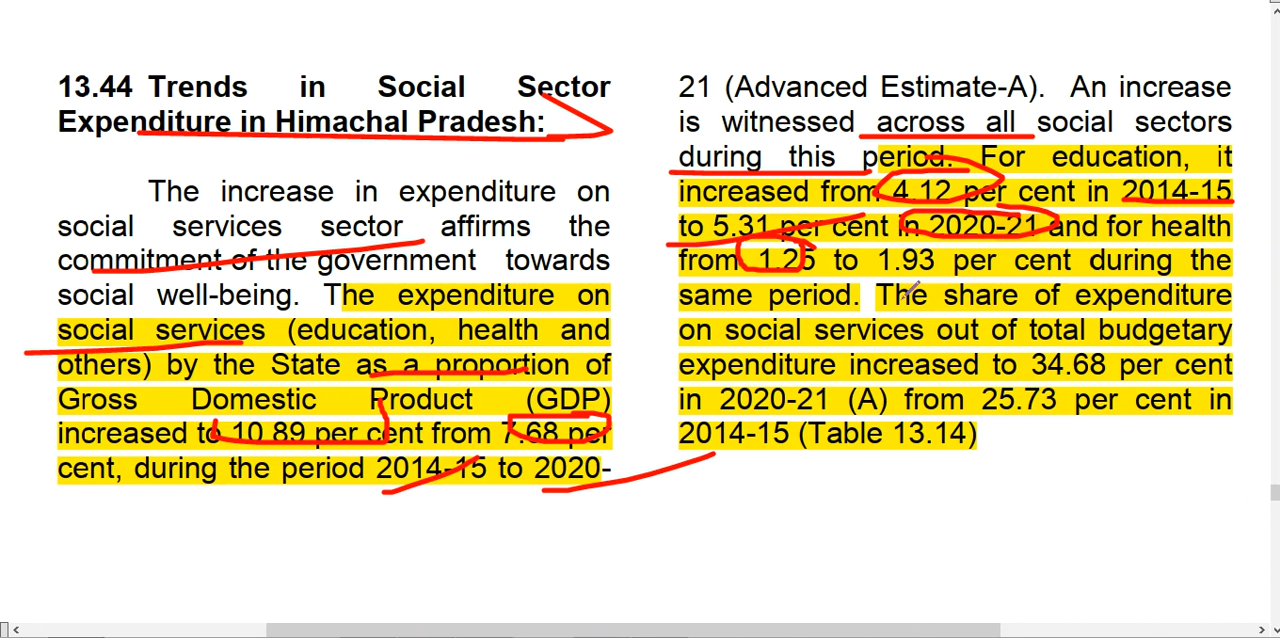 13.44 Trends in Social Sector
Expenditure in Himachal Pradesh:
The increase in expenditure on
social services sector affirms the
commitment of the government towards
social well-being. The expenditure on
social services (education, health and
others) by the State as a proportion of
Gross Domestic Product (GDP)
increased to 10.89 per cent from 7.68 per
cent, during the period 2014-15 to 2020-
21 (Advanced Estimate-A). An increase
is witnessed across all social sectors
during this period. For education, it
increased from 4.12 per cent in 2014-15
to 5.31 per cent in 2020-21 and for health
from 1.25 to 1.93 per cent during the
same period. The share of expenditure
on social services out of total budgetary
expenditure increased to 34.68 per cent
in 2020-21 (A) from 25.73 per cent in
2014-15 (Table 13.14)